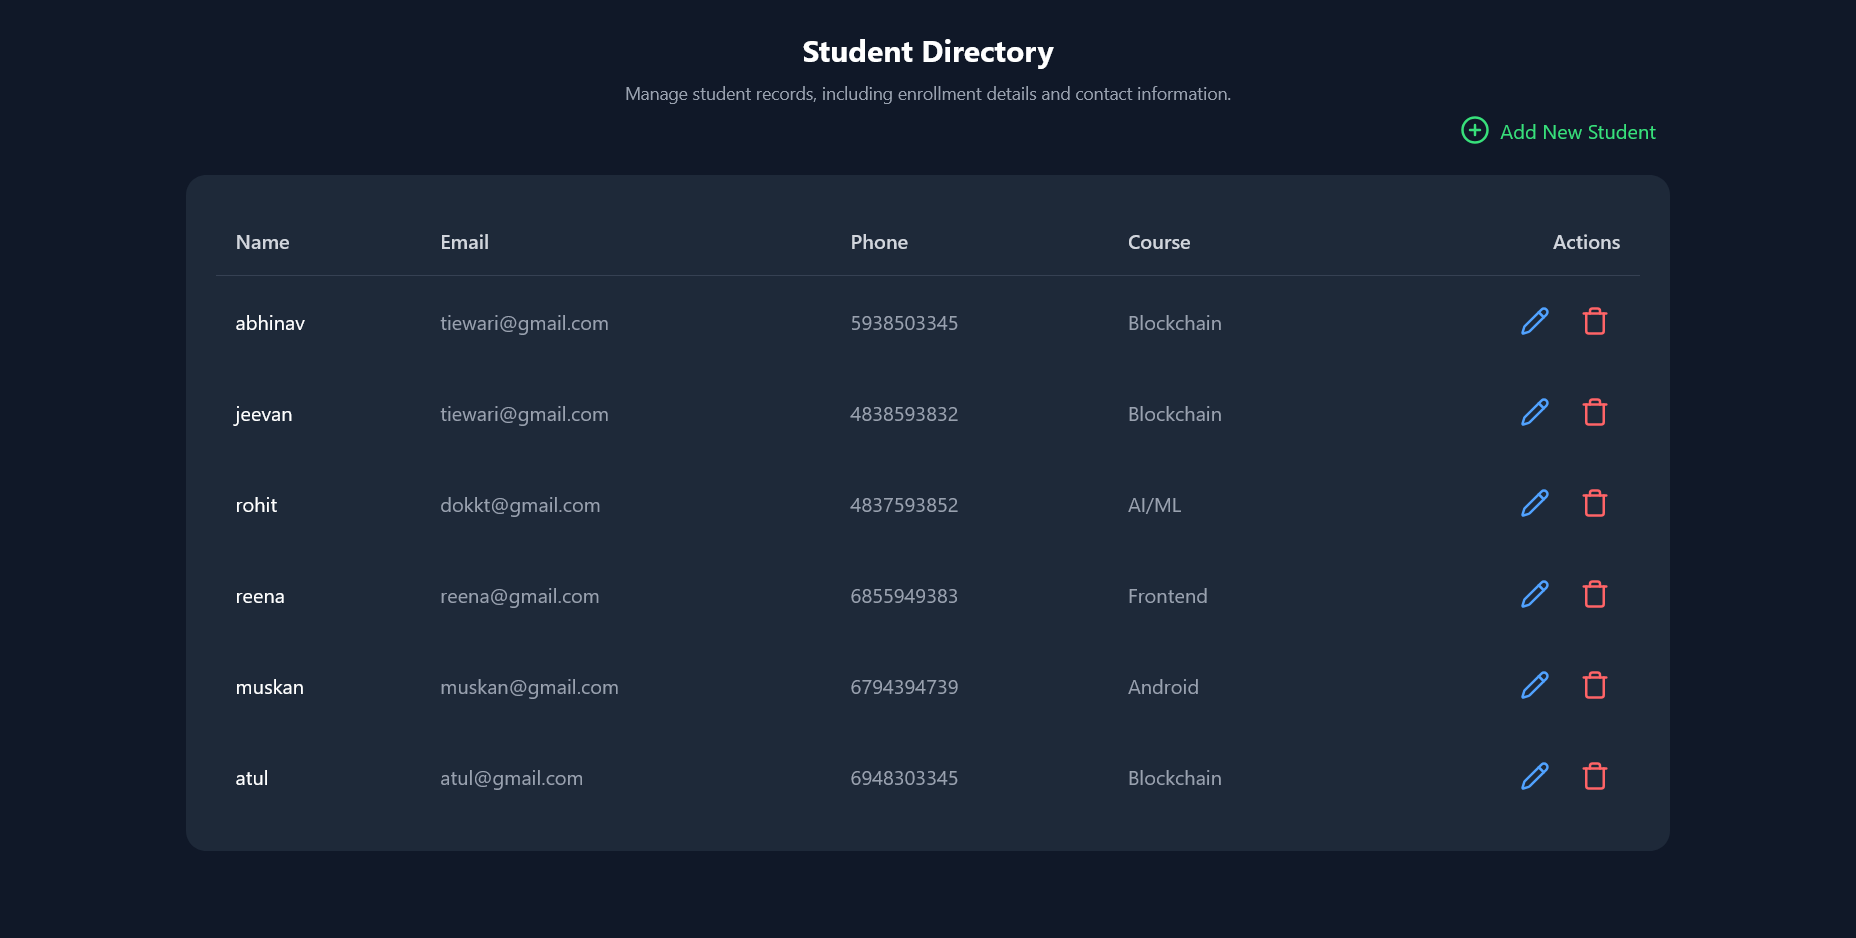 Student Directory
Manage student records, including enrollment details and contact information.
Add New Student
Name Email Phone Course Actions
abhinav tiewari@gmail.com 5938503345 Blockchain
jeevan tiewari@gmail.com 4838593832 Blockchain
rohit dokkt@gmail.com 4837593852 AI/ML
reena reena@gmail.com 6855949383 Frontend
muskan muskan@gmail.com 6794394739 Android
atul atul@gmail.com 6948303345 Blockchain